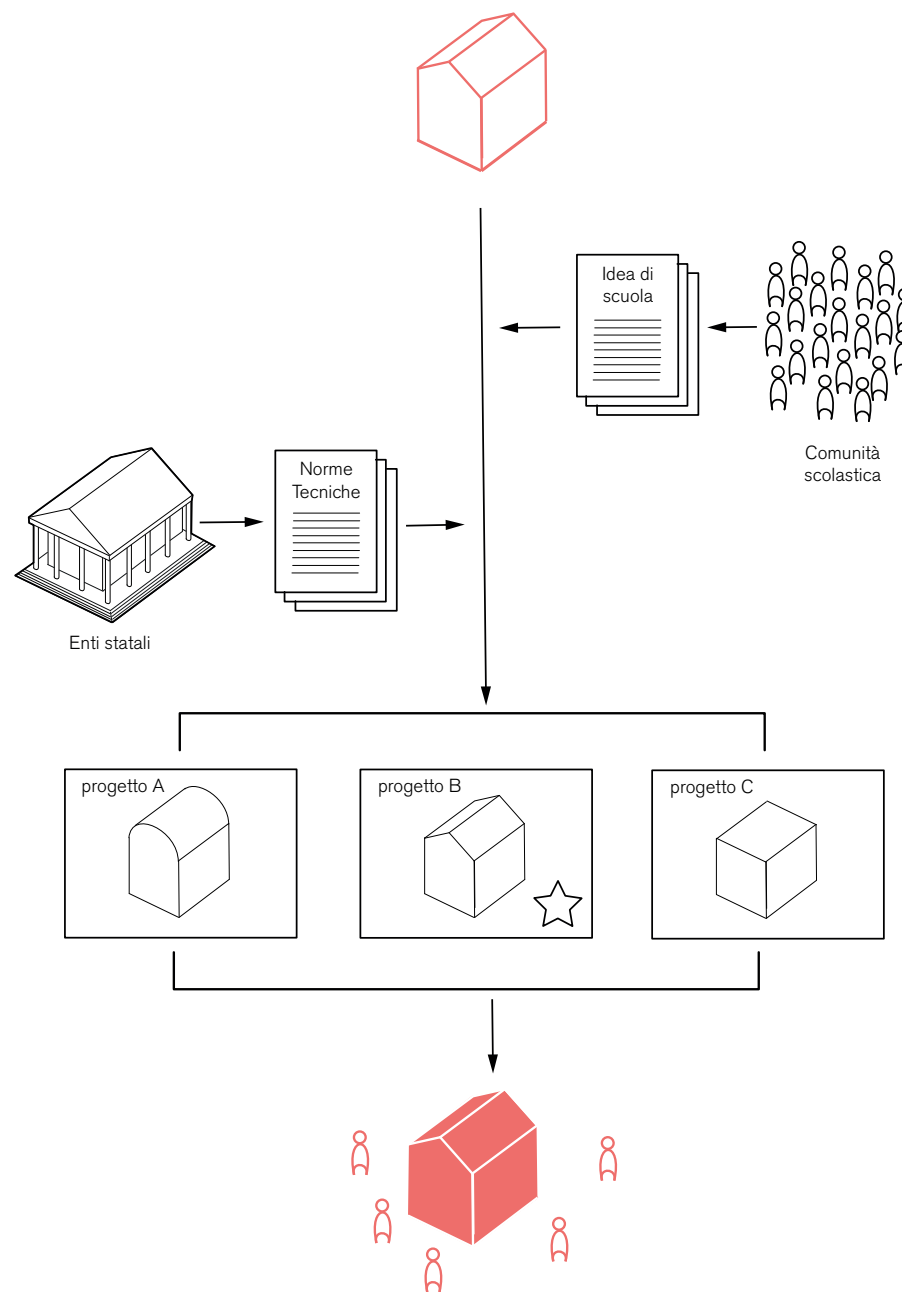 Idea di
scuola
Comunità
scolastica
Norme
Tecniche
Enti statali
progetto A
progetto B
progetto C